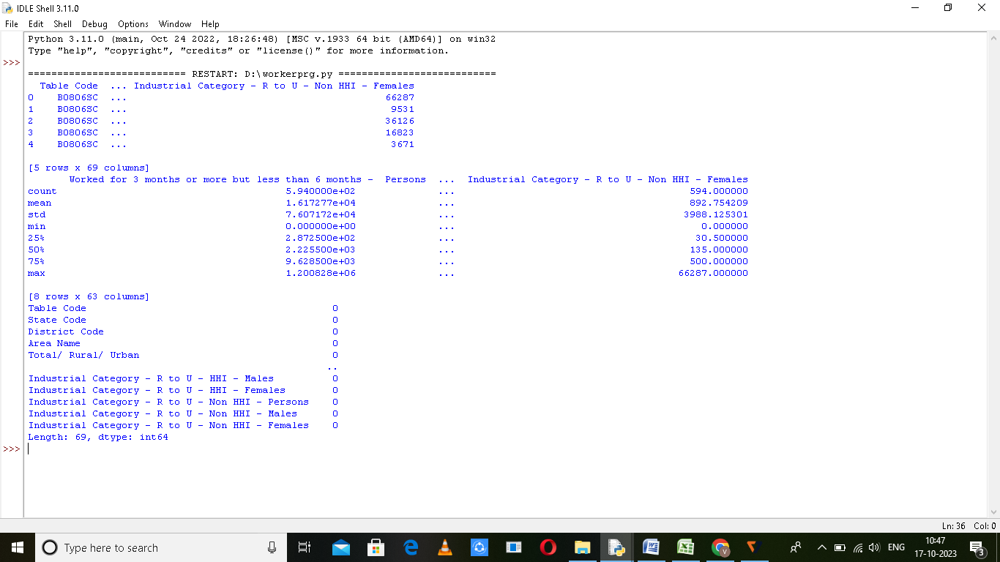 IDLE Shell 3.11.0
File Edit Shell Debug Options Window Help
Python 3.11.0 (main, Oct 24 2022, 18:26:48) [MSC v.1933 64 bit (AMD64)] on win32
Type "help", "copyright", "credits" or "license()" for more information.
>>>
=========================== RESTART: D:\workerprg.py ===========================
  Table Code  ... Industrial Category - R to U - Non HHI - Females
0    B0806SC  ...                                            66287
1    B0806SC  ...                                             9531
2    B0806SC  ...                                            36126
3    B0806SC  ...                                            16823
4    B0806SC  ...                                             3671
[5 rows x 69 columns]
       Worked for 3 months or more but less than 6 months -  Persons  ...  Industrial Category - R to U - Non HHI - Females
count                                       5.940000e+02              ...                                        594.000000
mean                                        1.617277e+04              ...                                        892.754209
std                                         7.607172e+04              ...                                       3988.125301
min                                         0.000000e+00              ...                                          0.000000
25%                                         2.872500e+02              ...                                         30.500000
50%                                         2.225500e+03              ...                                        135.000000
75%                                         9.628500e+03              ...                                        500.000000
max                                         1.200828e+06              ...                                      66287.000000
[8 rows x 63 columns]
Table Code                                          0
State Code                                          0
District Code                                       0
Area Name                                           0
Total/ Rural/ Urban                                 0
                                                   ..
Industrial Category - R to U - HHI - Males          0
Industrial Category - R to U - HHI - Females        0
Industrial Category - R to U - Non HHI - Persons    0
Industrial Category - R to U - Non HHI - Males      0
Industrial Category - R to U - Non HHI - Females    0
Length: 69, dtype: int64
>>>
Ln: 36 Col: 0
Type here to search
ENG
10:47
17-10-2023
3